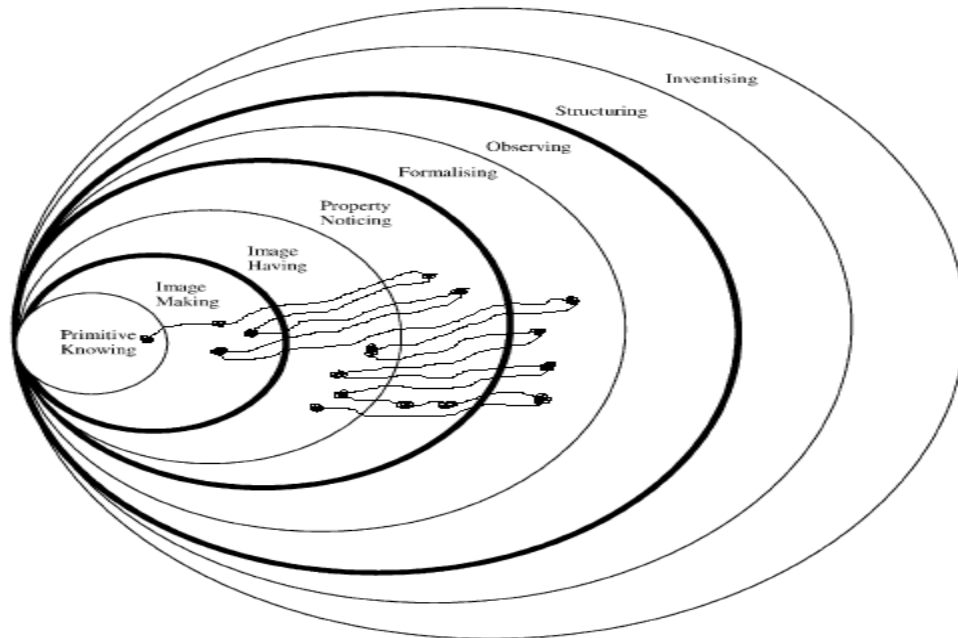 Inventising
Structuring
Observing
Formalising
Property
Noticing
Image
Having
Image
Making
Primitive
Knowing